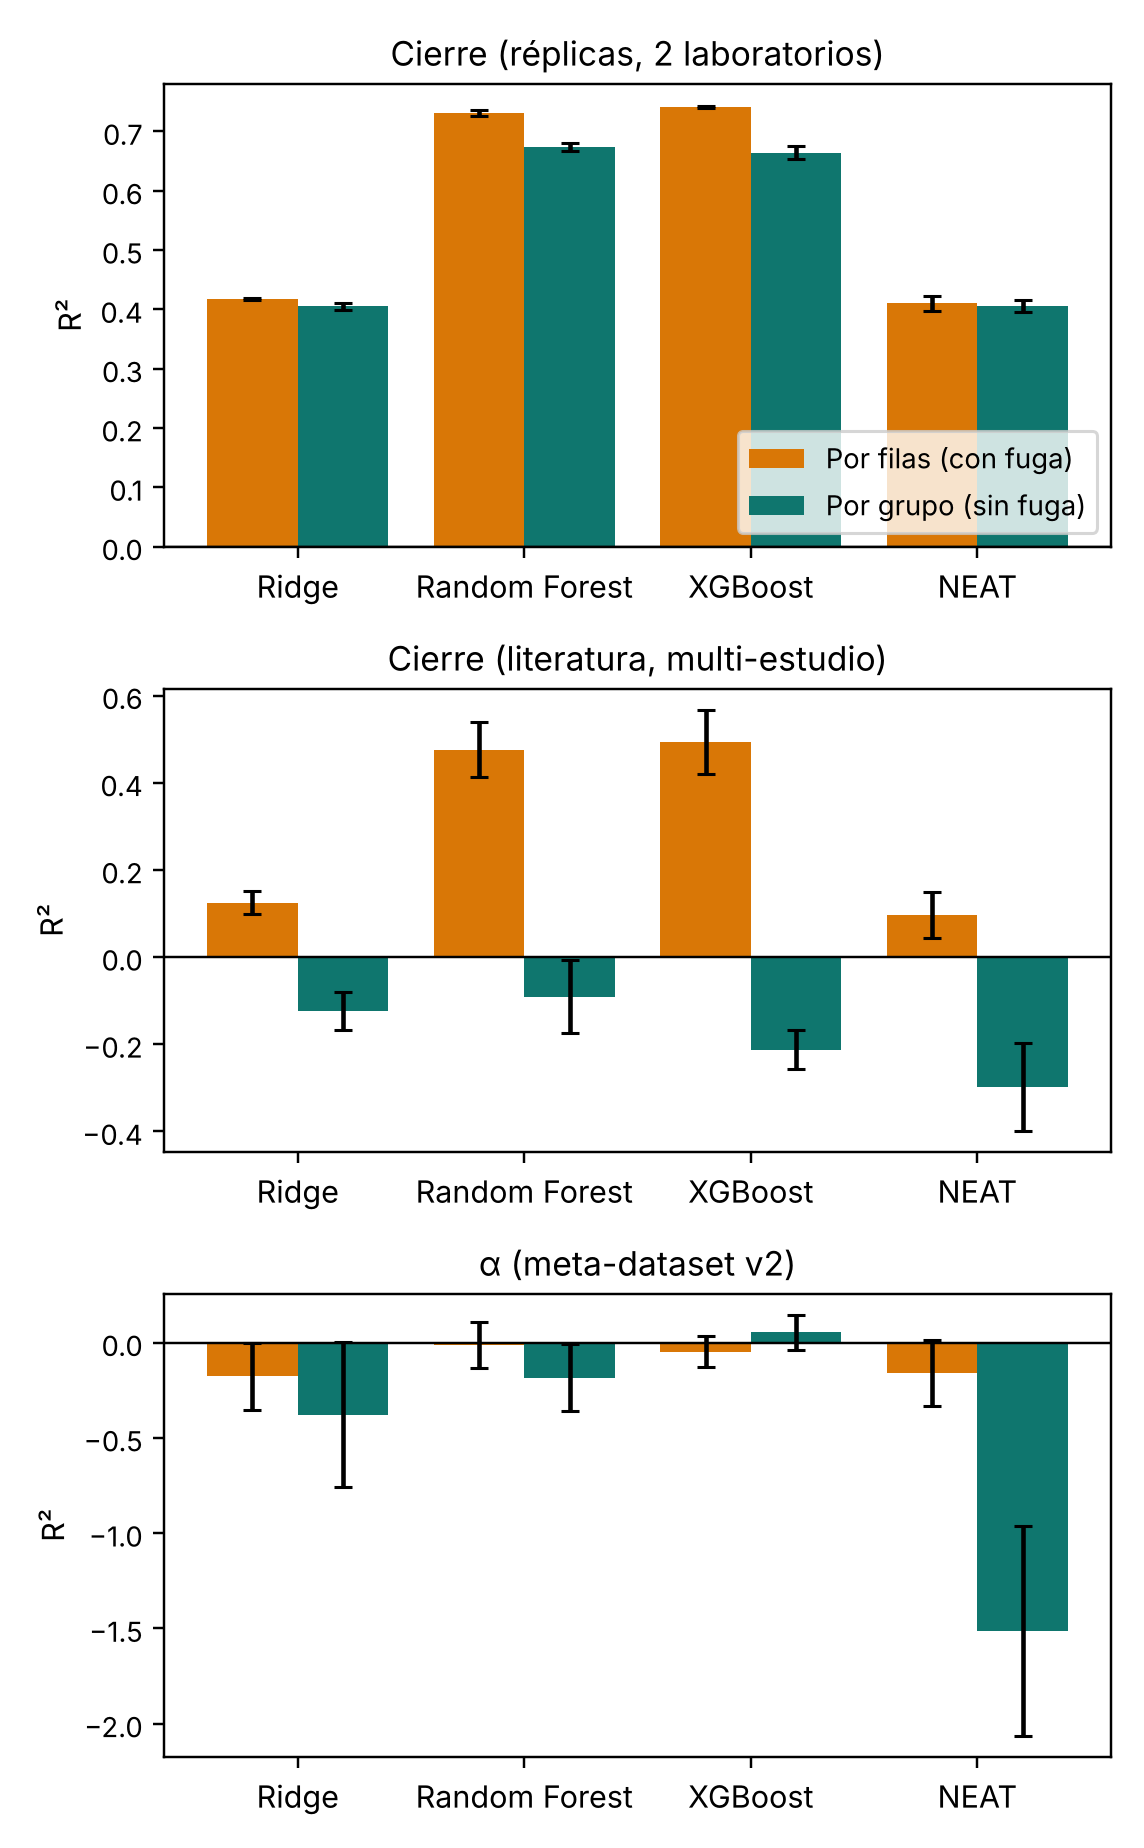 Cierre (réplicas, 2 laboratorios)
0.7
0.6
0.5
0.4
0.3
0.2
0.1
0.0
R²
Por filas (con fuga)
Por grupo (sin fuga)
Ridge Random Forest XGBoost NEAT
Cierre (literatura, multi-estudio)
0.6
0.4
0.2
0.0
−0.2
−0.4
R²
Ridge Random Forest XGBoost NEAT
α (meta-dataset v2)
0.0
−0.5
−1.0
−1.5
−2.0
R²
Ridge Random Forest XGBoost NEAT